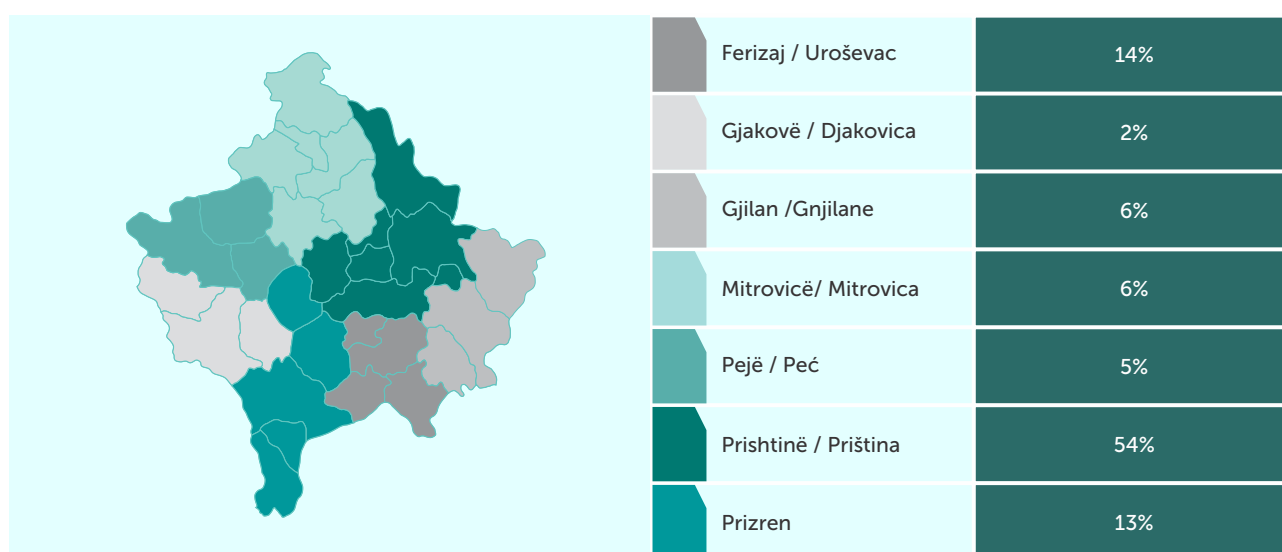 Ferizaj / Uroševac 14%
Gjakovë / Djakovica 2%
Gjilan /Gnjilane 6%
Mitrovicë/ Mitrovica 6%
Pejë / Peć 5%
Prishtinë / Priština 54%
Prizren 13%